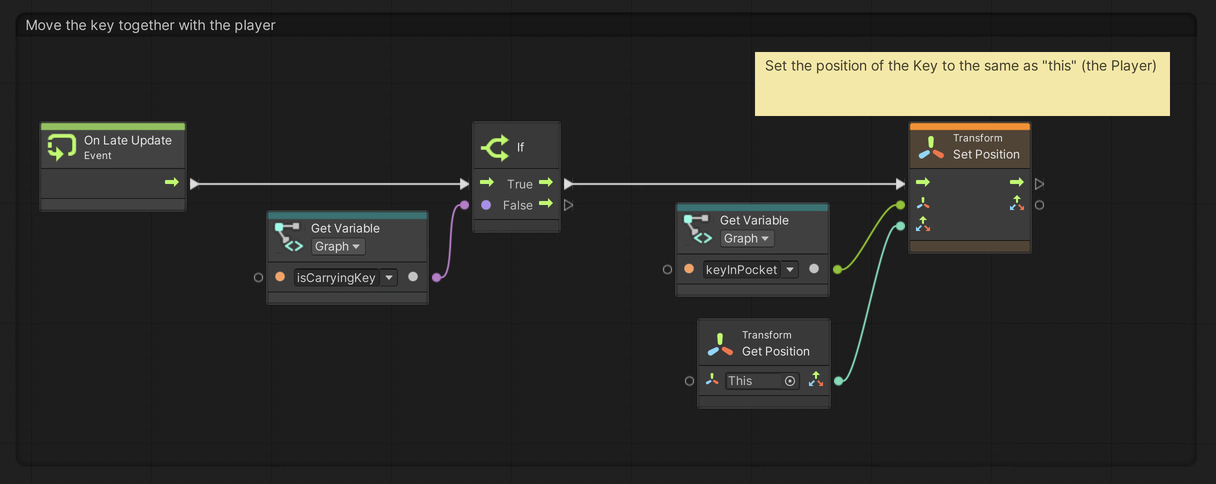 Move the key together with the player
Set the position of the Key to the same as "this" (the Player)
On Late Update
Event
If
True
False
Get Variable
Graph
isCarryingKey
Get Variable
Graph
keyInPocket
Transform
Get Position
This
Transform
Set Position